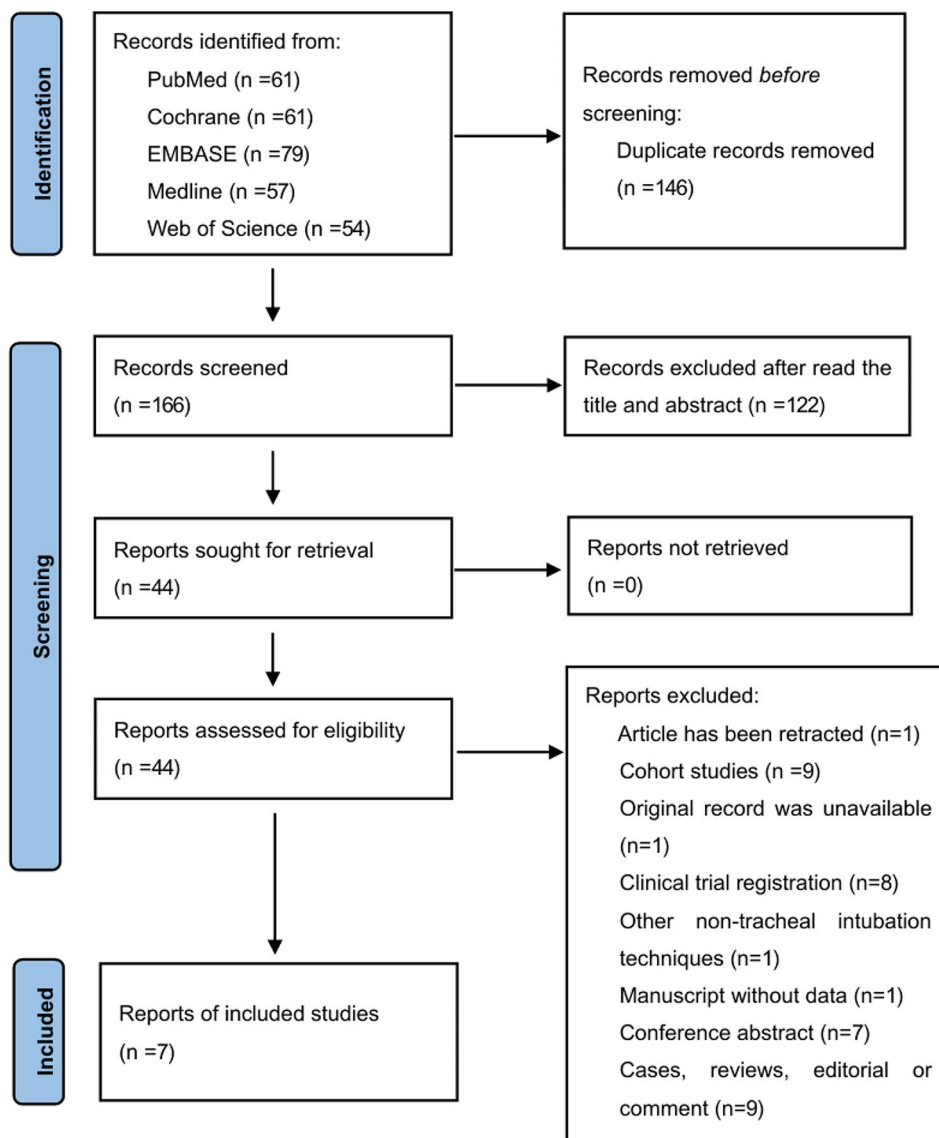 Identification
Records identified from:
PubMed (n =61)
Cochrane (n =61)
EMBASE (n =79)
Medline (n =57)
Web of Science (n =54)
Records removed before
screening:
Duplicate records removed
(n =146)
Screening
Records screened
(n =166)
Records excluded after read the
title and abstract (n =122)
Reports sought for retrieval
(n =44)
Reports not retrieved
(n =0)
Reports assessed for eligibility
(n =44)
Reports excluded:
Article has been retracted (n=1)
Cohort studies (n =9)
Original record was unavailable
(n=1)
Clinical trial registration (n=8)
Other non-tracheal intubation
techniques (n=1)
Manuscript without data (n=1)
Conference abstract (n=7)
Cases, reviews, editorial or
comment (n=9)
Included
Reports of included studies
(n =7)